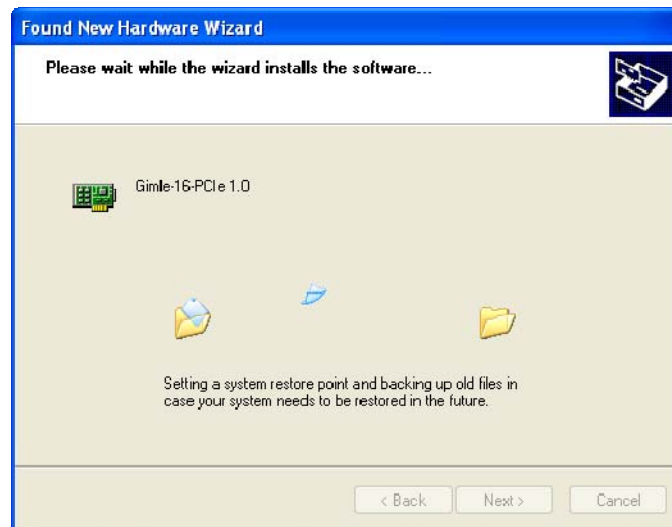 Found New Hardware Wizard
Please wait while the wizard installs the software...
Gimle-16-PCIe 1.0
Setting a system restore point and backing up old files in
case your system needs to be restored in the future.
< Back
Next >
Cancel